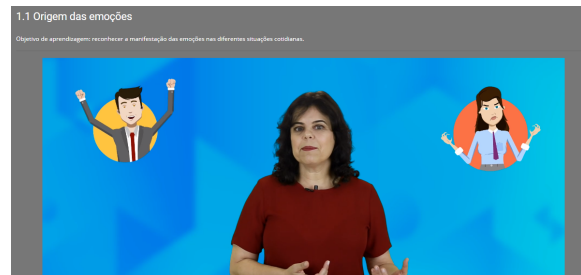 1.1 Origem das emoções
Objetivo de aprendizagem: reconhecer a manifestação das emoções nas diferentes situações cotidianas.